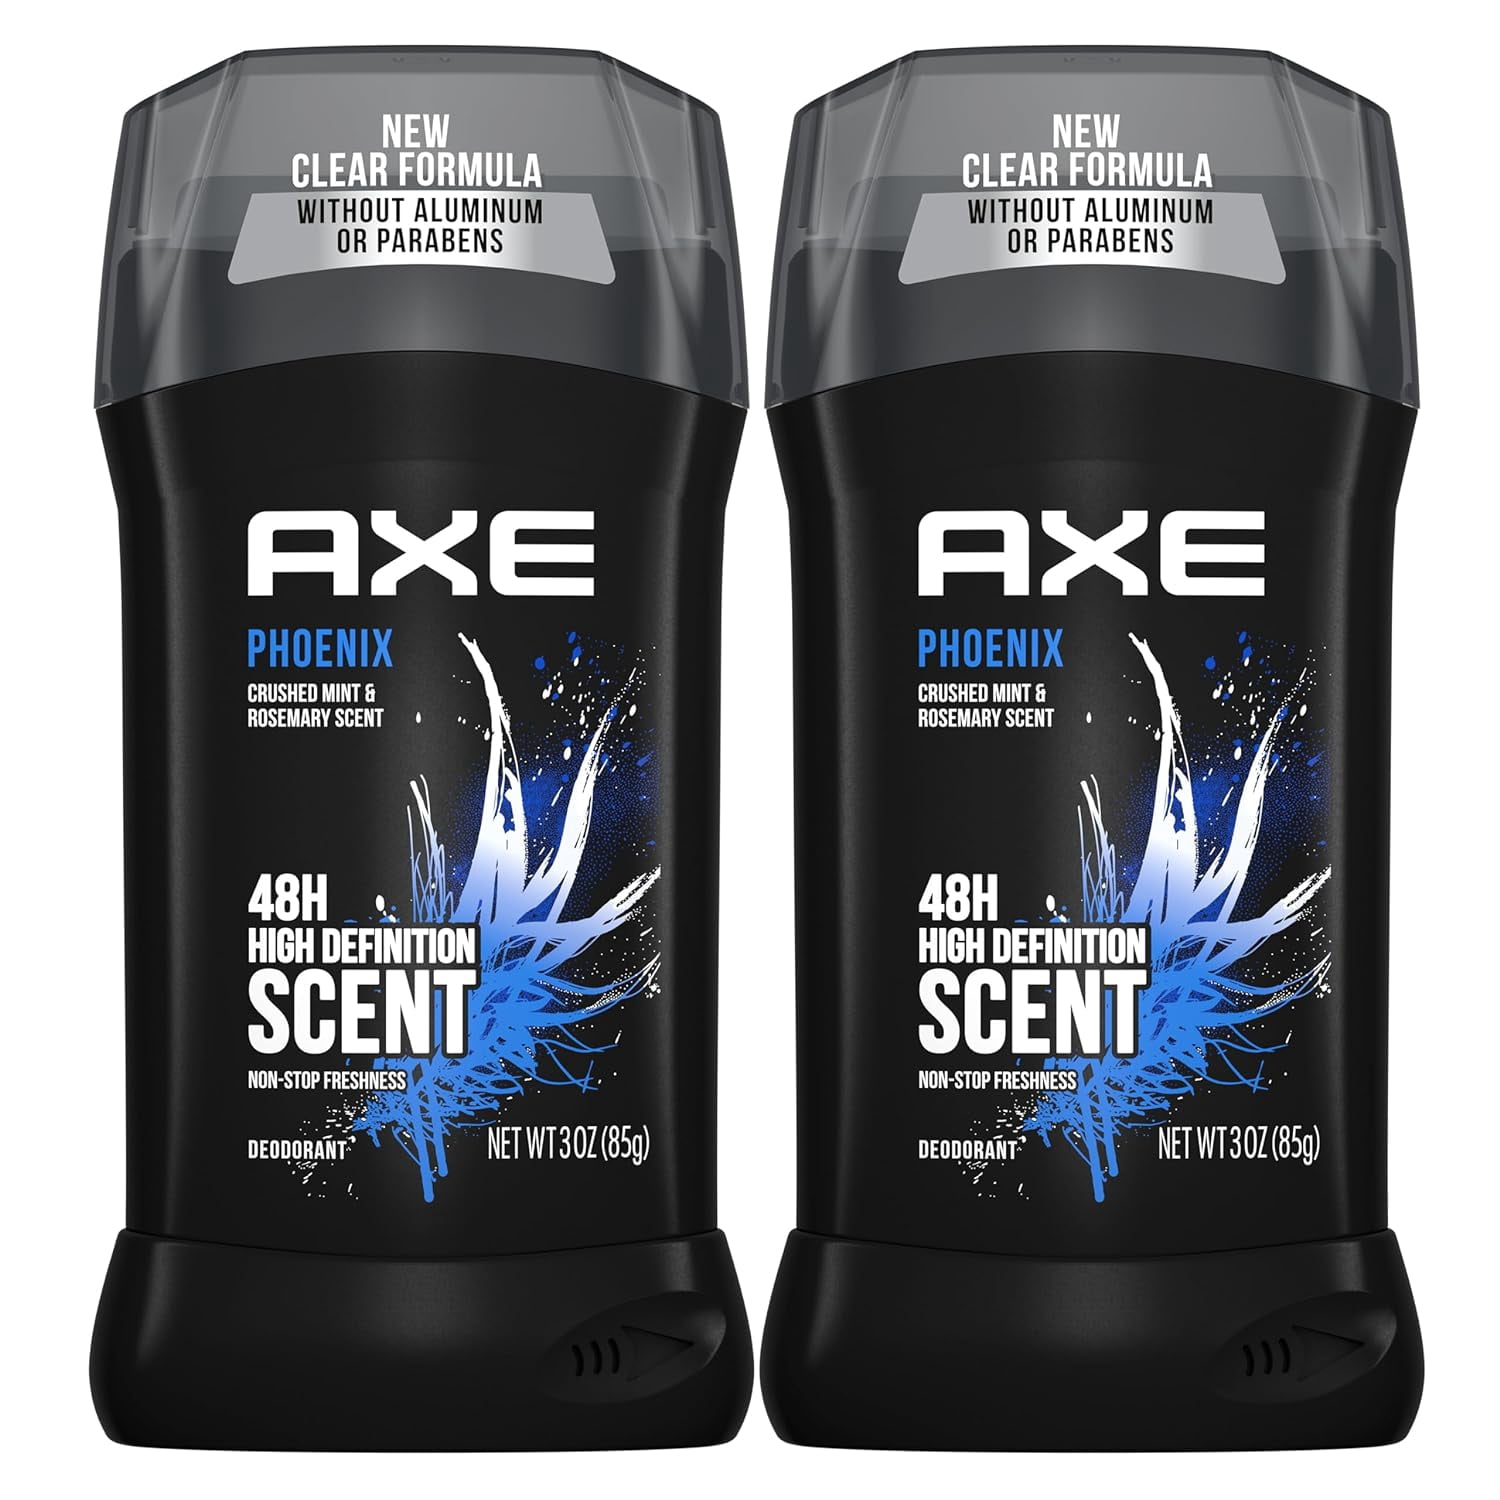 NEW
CLEAR FORMULA
WITHOUT ALUMINUM
OR PARABENS
AXE
PHOENIX
CRUSHED MINT &
ROSEMARY SCENT
48H
HIGH DEFINITION
SCENT
NON-STOP FRESHNESS
DEODORANT
NET WT 3 OZ (85g)
NEW
CLEAR FORMULA
WITHOUT ALUMINUM
OR PARABENS
AXE
PHOENIX
CRUSHED MINT &
ROSEMARY SCENT
48H
HIGH DEFINITION
SCENT
NON-STOP FRESHNESS
DEODORANT
NET WT 3 OZ (85g)